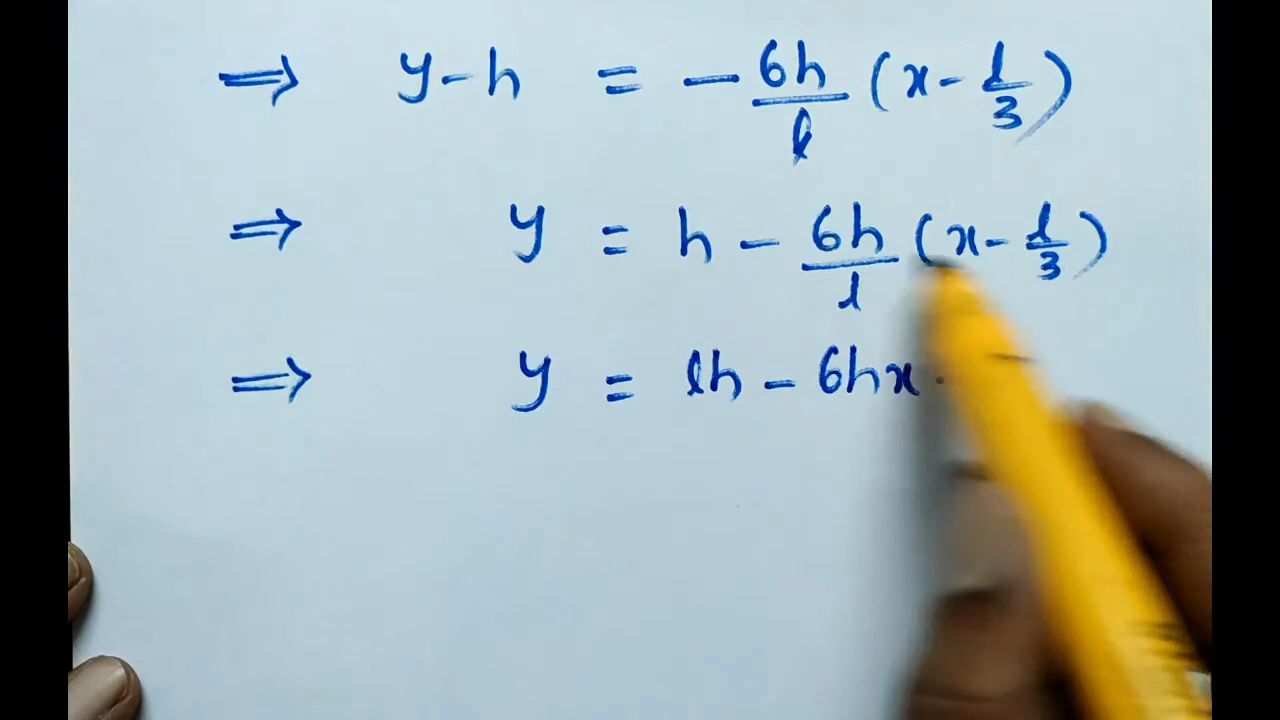 ⇒ y - h = - 6h/l (x - l/3)
⇒ y = h - 6h/l (x - l/3)
⇒ y = lh - 6hx